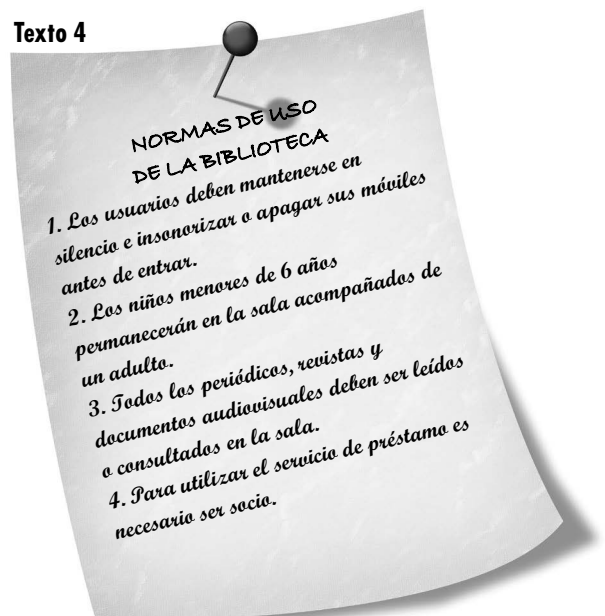 Texto 4
NORMAS DE USO
DE LA BIBLIOTECA
1. Los usuarios deben mantenerse en
silencio e insonorizar o apagar sus móviles
antes de entrar.
2. Los niños menores de 6 años
permanecerán en la sala acompañados de
un adulto.
3. Todos los periódicos, revistas y
documentos audiovisuales deben ser leídos
o consultados en la sala.
4. Para utilizar el servicio de préstamo es
necesario ser socio.